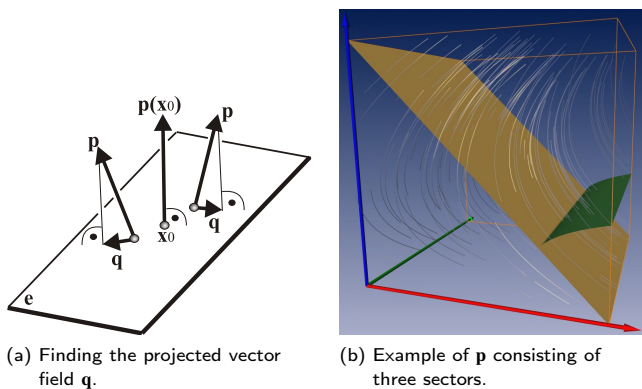 p(x0)
p
p
q
q
x0
e
(a) Finding the projected vector
field q.
(b) Example of p consisting of
three sectors.